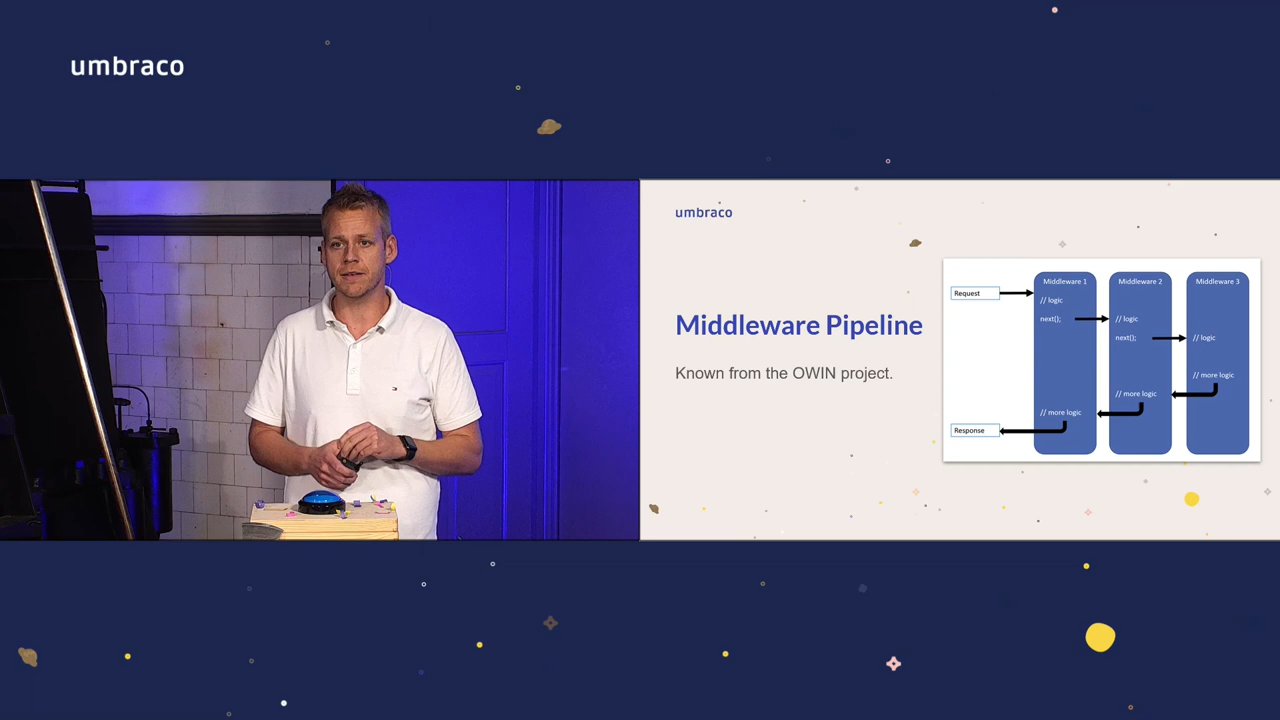 umbraco
umbraco
Middleware Pipeline
Known from the OWIN project.
Middleware 1
Middleware 2
Middleware 3
Request
// logic
next();
// logic
next();
// logic
// more logic
// more logic
// more logic
Response